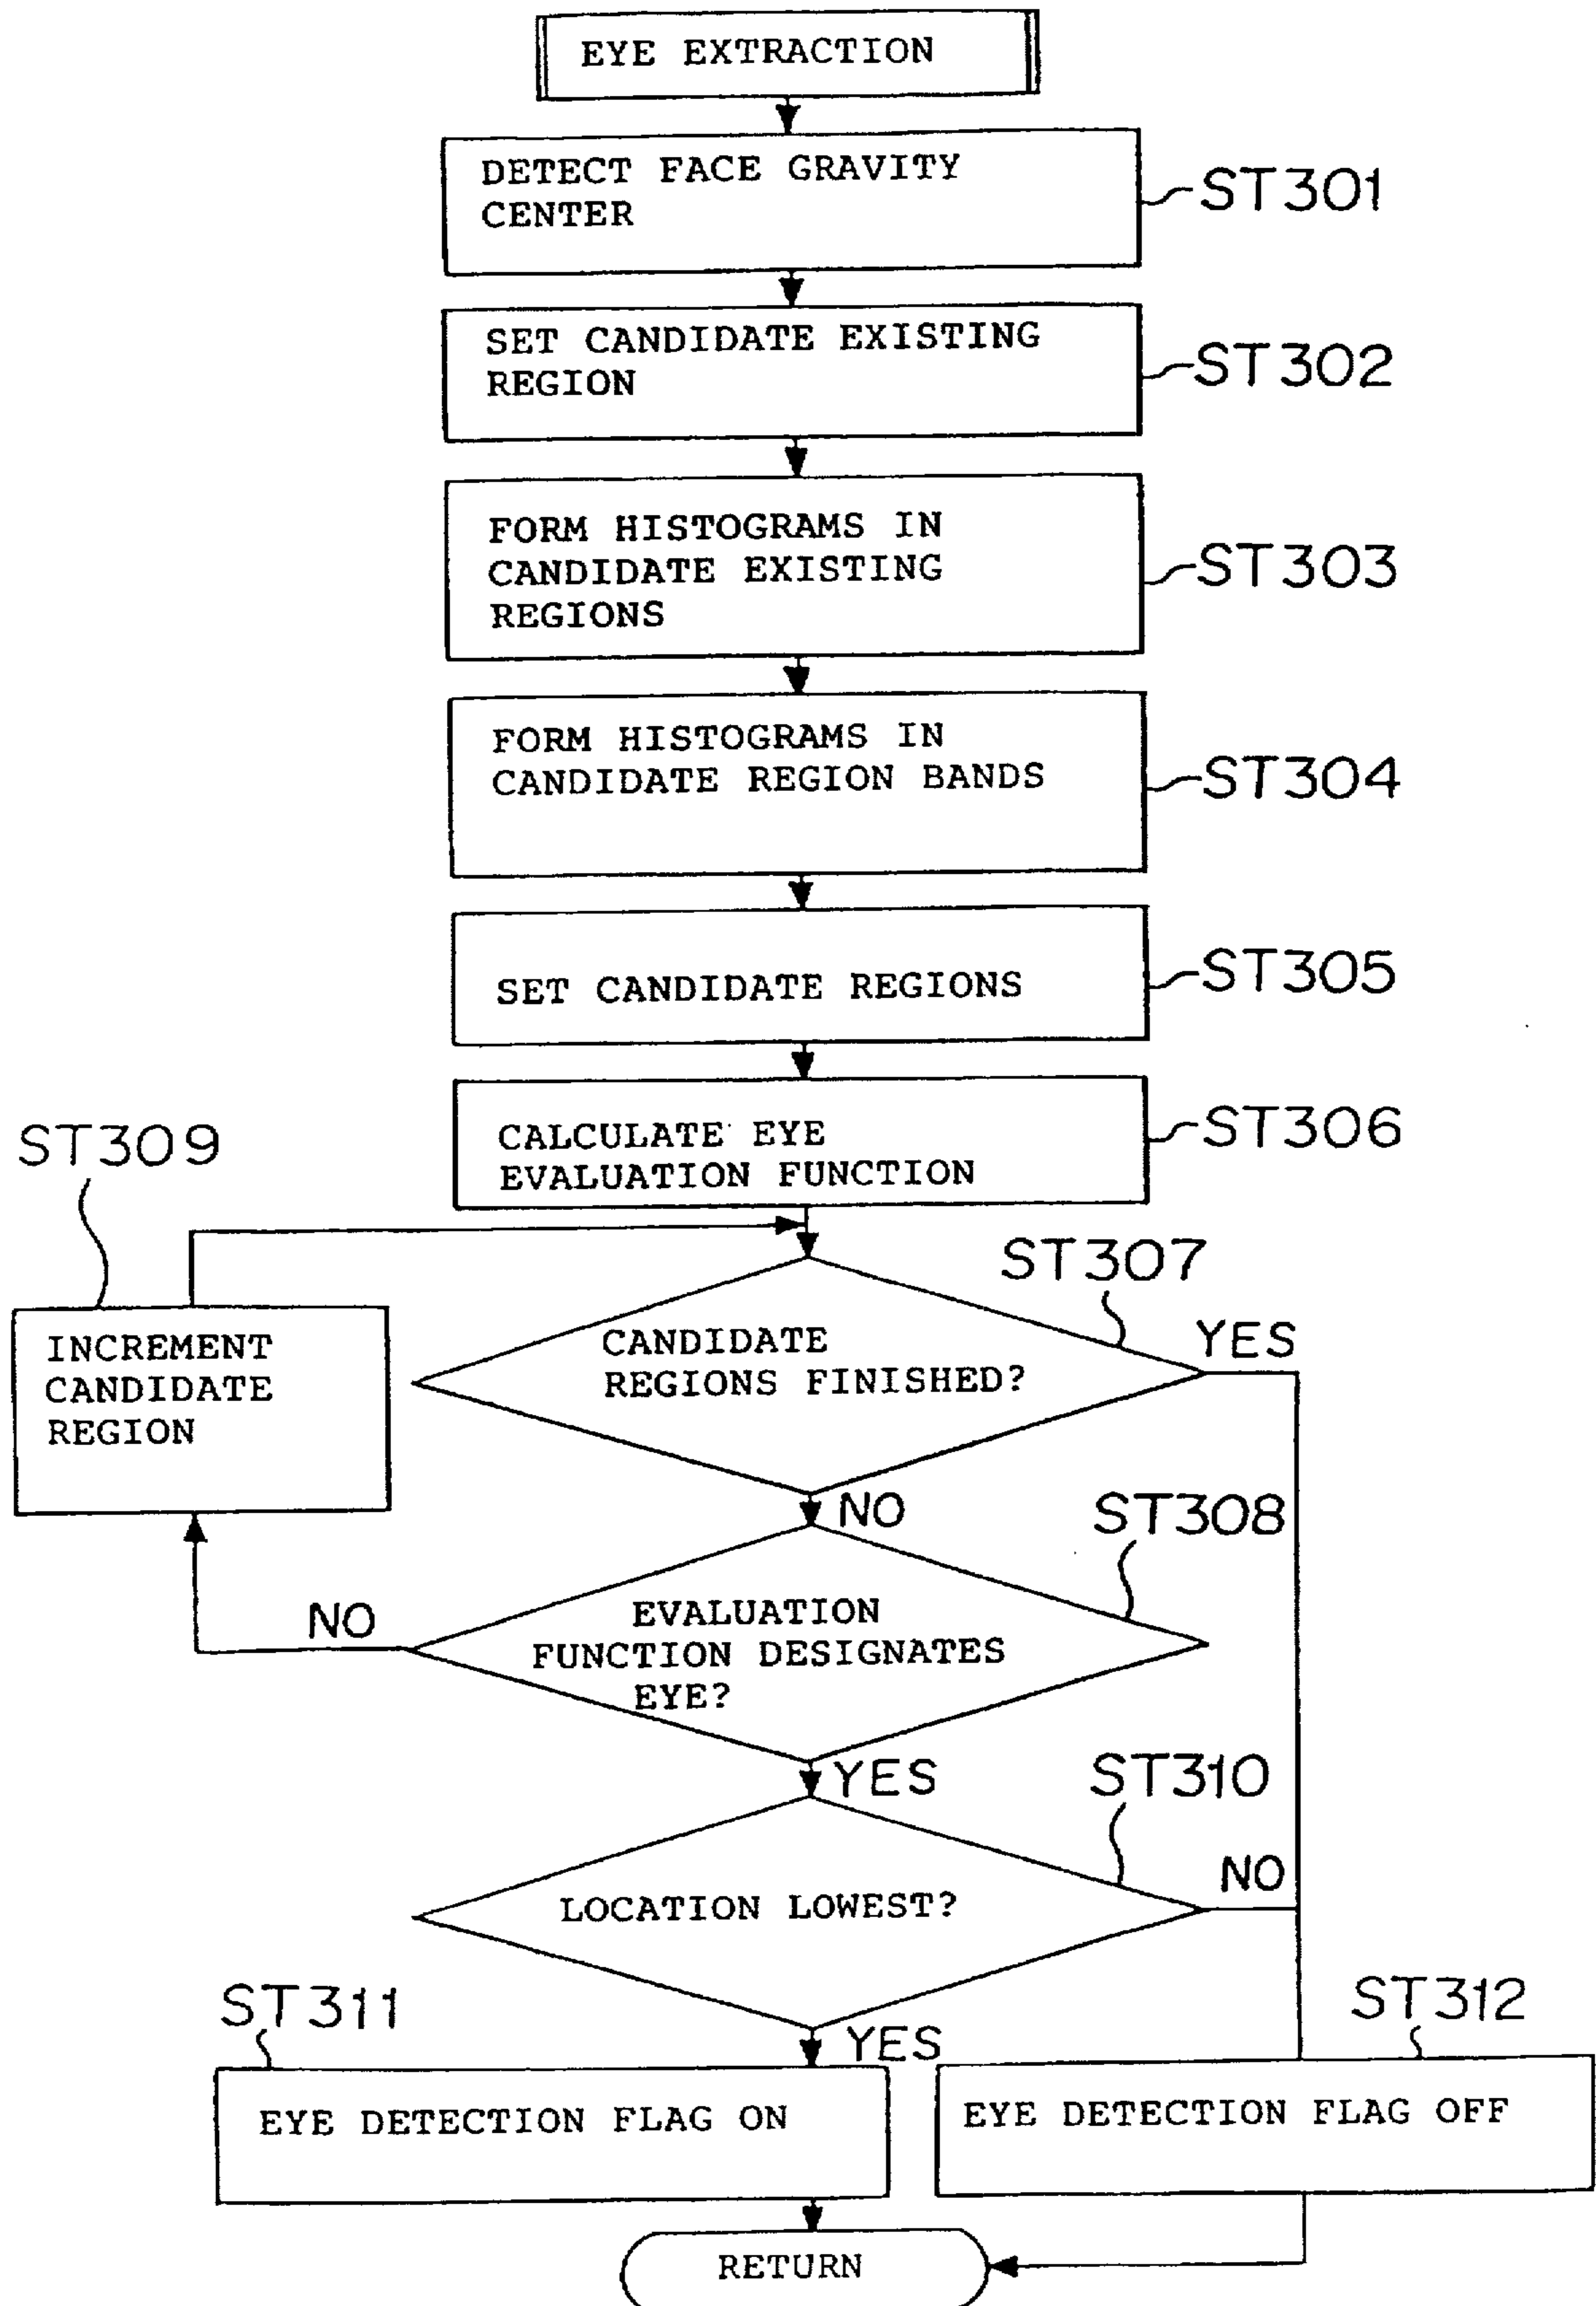 EYE EXTRACTION
DETECT FACE GRAVITY
CENTER
ST301
SET CANDIDATE EXISTING
REGION
ST302
FORM HISTOGRAMS IN
CANDIDATE EXISTING
REGIONS
ST303
FORM HISTOGRAMS IN
CANDIDATE REGION BANDS
ST304
SET CANDIDATE REGIONS
ST305
CALCULATE EYE
EVALUATION FUNCTION
ST306
ST309
INCREMENT
CANDIDATE
REGION
ST307
CANDIDATE
REGIONS FINISHED?
YES
NO
ST308
EVALUATION
FUNCTION DESIGNATES
EYE?
NO
YES
ST310
LOCATION LOWEST?
NO
YES
ST311
EYE DETECTION FLAG ON
ST312
EYE DETECTION FLAG OFF
RETURN